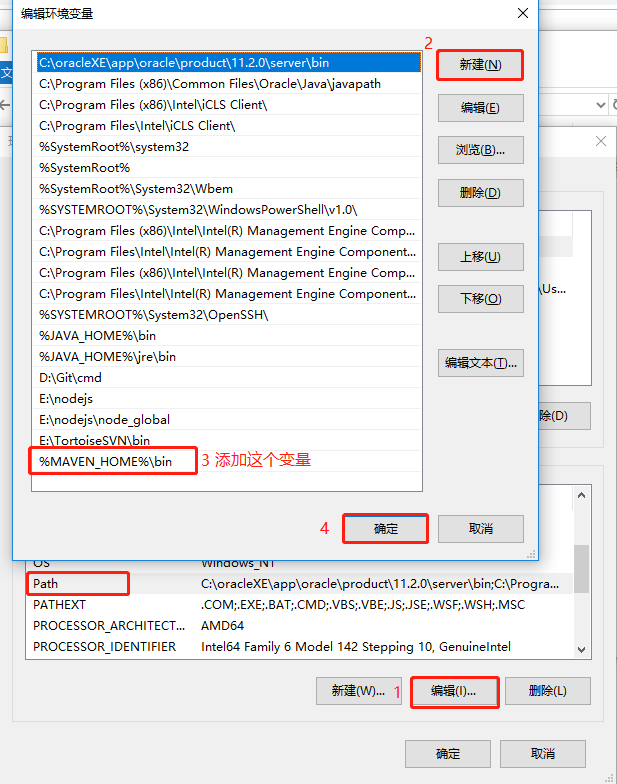 编辑环境变量
2
C:\oracleXE\app\oracle\product\11.2.0\server\bin
新建(N)
C:\Program Files (x86)\Common Files\Oracle\Java\javapath
C:\Program Files (x86)\Intel\iCLS Client\
编辑(E)
C:\Program Files\Intel\iCLS Client\
%SystemRoot%\system32
浏览(B)...
%SystemRoot%
%SystemRoot%\System32\Wbem
删除(D)
%SYSTEMROOT%\System32\WindowsPowerShell\v1.0\
C:\Program Files (x86)\Intel\Intel(R) Management Engine Comp...
C:\Program Files\Intel\Intel(R) Management Engine Component...
上移(U)
C:\Program Files (x86)\Intel\Intel(R) Management Engine Comp...
C:\Program Files\Intel\Intel(R) Management Engine Component...
下移(O)
\Us...
%SYSTEMROOT%\System32\OpenSSH\
%JAVA_HOME%\bin
%JAVA_HOME%\jre\bin
编辑文本(T)...
D:\Git\cmd
E:\nodejs
E:\nodejs\node_global
除(D)
E:\TortoiseSVN\bin
%MAVEN_HOME%\bin
3 添加这个变量
4
确定
取消
OS
Windows_NT
Path
C:\oracleXE\app\oracle\product\11.2.0\server\bin;C:\Progra...
PATHEXT
.COM;.EXE;.BAT;.CMD;.VBS;.VBE;.JS;.JSE;.WSF;.WSH;.MSC
PROCESSOR_ARCHITECT...
AMD64
PROCESSOR_IDENTIFIER
Intel64 Family 6 Model 142 Stepping 10, GenuineIntel
新建(W)...
1
编辑(I)...
删除(L)
确定
取消